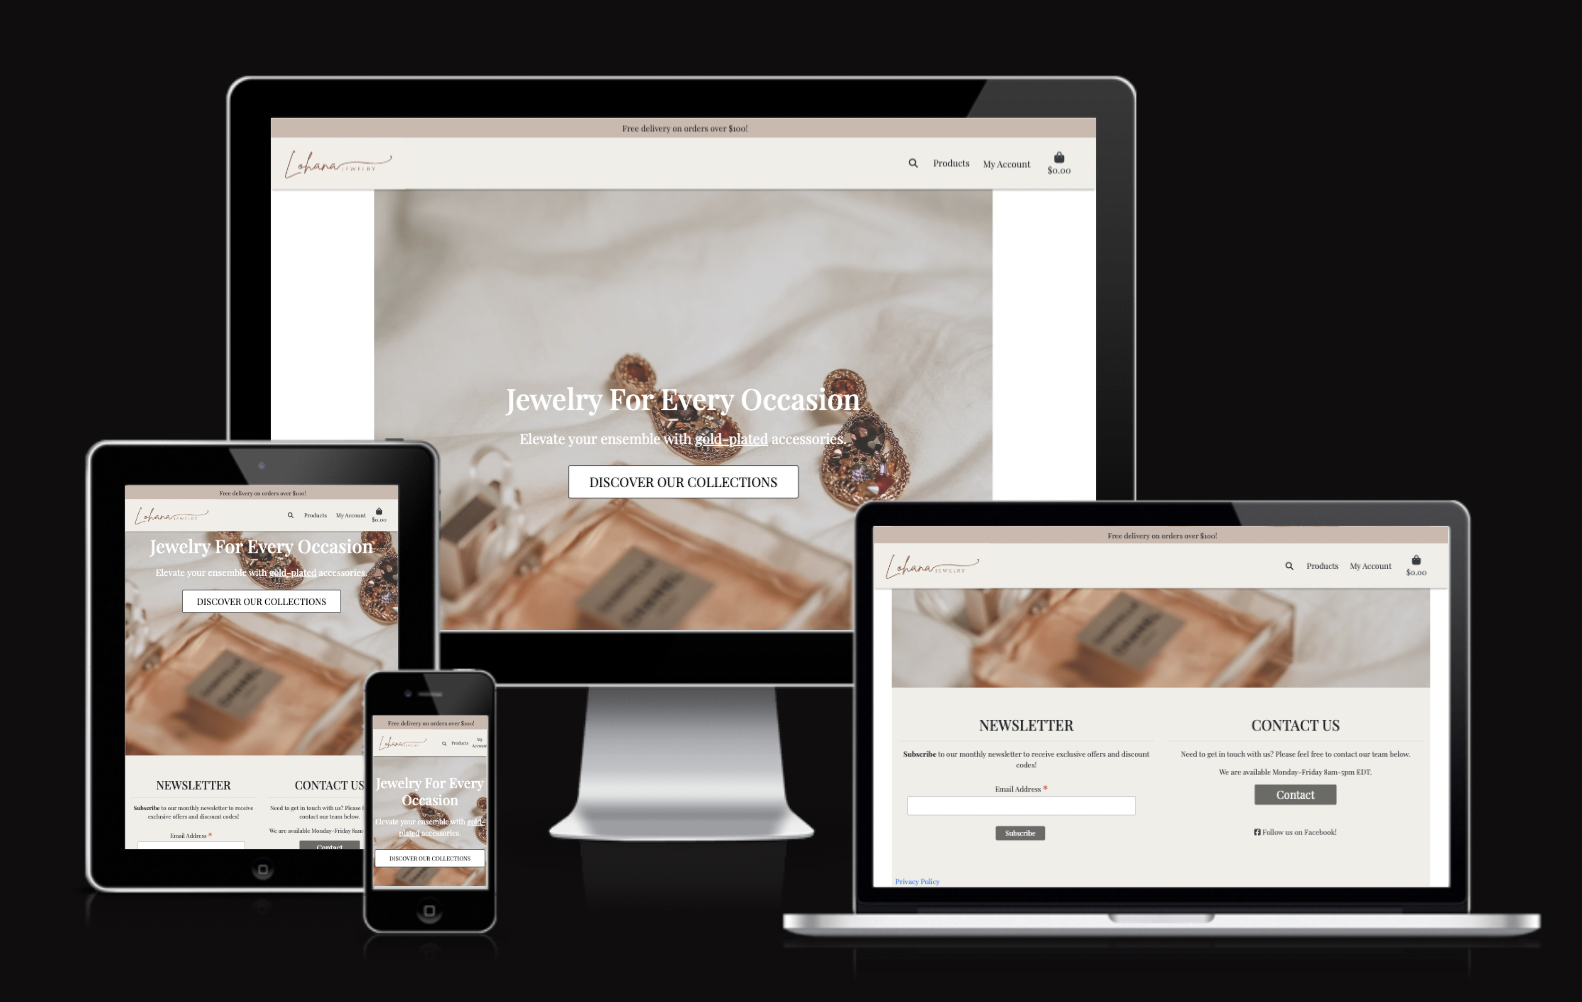 Free delivery on orders over $100!
Lohana JEWELRY
Products
My Account
$0.00
Jewelry For Every Occasion
Elevate your ensemble with gold-plated accessories.
DISCOVER OUR COLLECTIONS
Free delivery on orders over $100!
Lohana JEWELRY
Products
My Account
$0.00
Jewelry For Every Occasion
Elevate your ensemble with gold-plated accessories.
DISCOVER OUR COLLECTIONS
NEWSLETTER
Subscribe to our monthly newsletter to receive
exclusive offers and discount codes!
Email Address *
CONTACT US
Need to get in touch with us? Please
contact our team below.
We are available Monday-Friday 8am
Contact
Free delivery on orders over $100!
Lohana
Products
My
Account
Jewelry For Every
Occasion
Elevate your ensemble with gold-
plated accessories.
DISCOVER OUR COLLECTIONS
Free delivery on orders over $100!
Lohana JEWELRY
Products
My Account
$0.00
NEWSLETTER
Subscribe to our monthly newsletter to receive exclusive offers and discount
codes!
Email Address *
Subscribe
CONTACT US
Need to get in touch with us? Please feel free to contact our team below.
We are available Monday-Friday 8am-5pm EDT.
Contact
Follow us on Facebook!
Privacy Policy